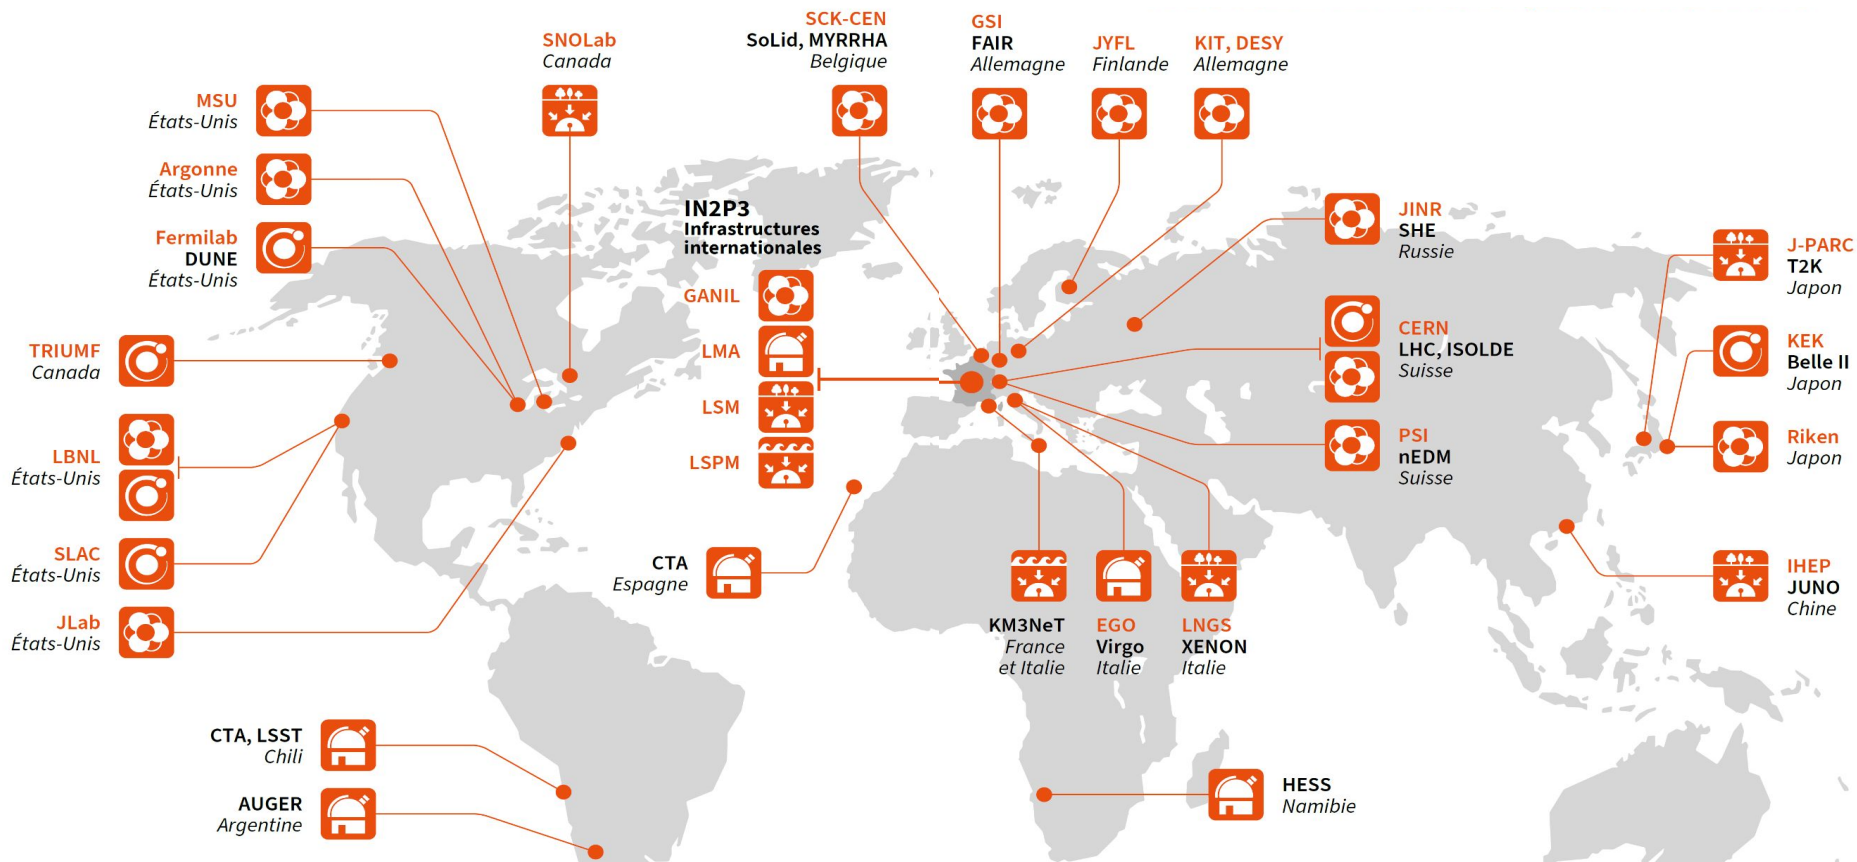 SNOLab
Canada
SCK-CEN
SoLid, MYRRHA
Belgique
GSI
FAIR
Allemagne
JYFL
Finlande
KIT, DESY
Allemagne
MSU
États-Unis
Argonne
États-Unis
Fermilab
DUNE
États-Unis
TRIUMF
Canada
LBNL
États-Unis
SLAC
États-Unis
JLab
États-Unis
IN2P3
Infrastructures
internationales
GANIL
LMA
LSM
LSPM
JINR
SHE
Russie
CERN
LHC, ISOLDE
Suisse
PSI
nEDM
Suisse
J-PARC
T2K
Japon
KEK
Belle II
Japon
Riken
Japon
IHEP
JUNO
Chine
CTA
Espagne
KM3NeT
France
et Italie
EGO
Virgo
Italie
LNGS
XENON
Italie
CTA, LSST
Chili
AUGER
Argentine
HESS
Namibie